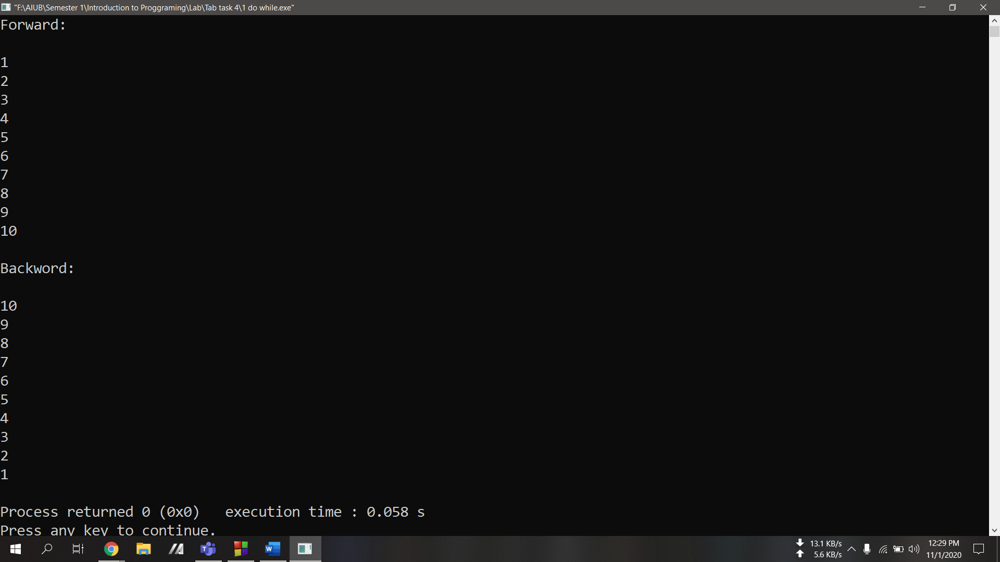 "F:\AIUB\Semester 1\Introduction to Proggraming\Lab\Tab task 4\1 do while.exe"
Forward:
1
2
3
4
5
6
7
8
9
10
Backword:
10
9
8
7
6
5
4
3
2
1
Process returned 0 (0x0)   execution time : 0.058 s
Press any key to continue.
13.1 KB/s
5.6 KB/s
12:29 PM
11/1/2020